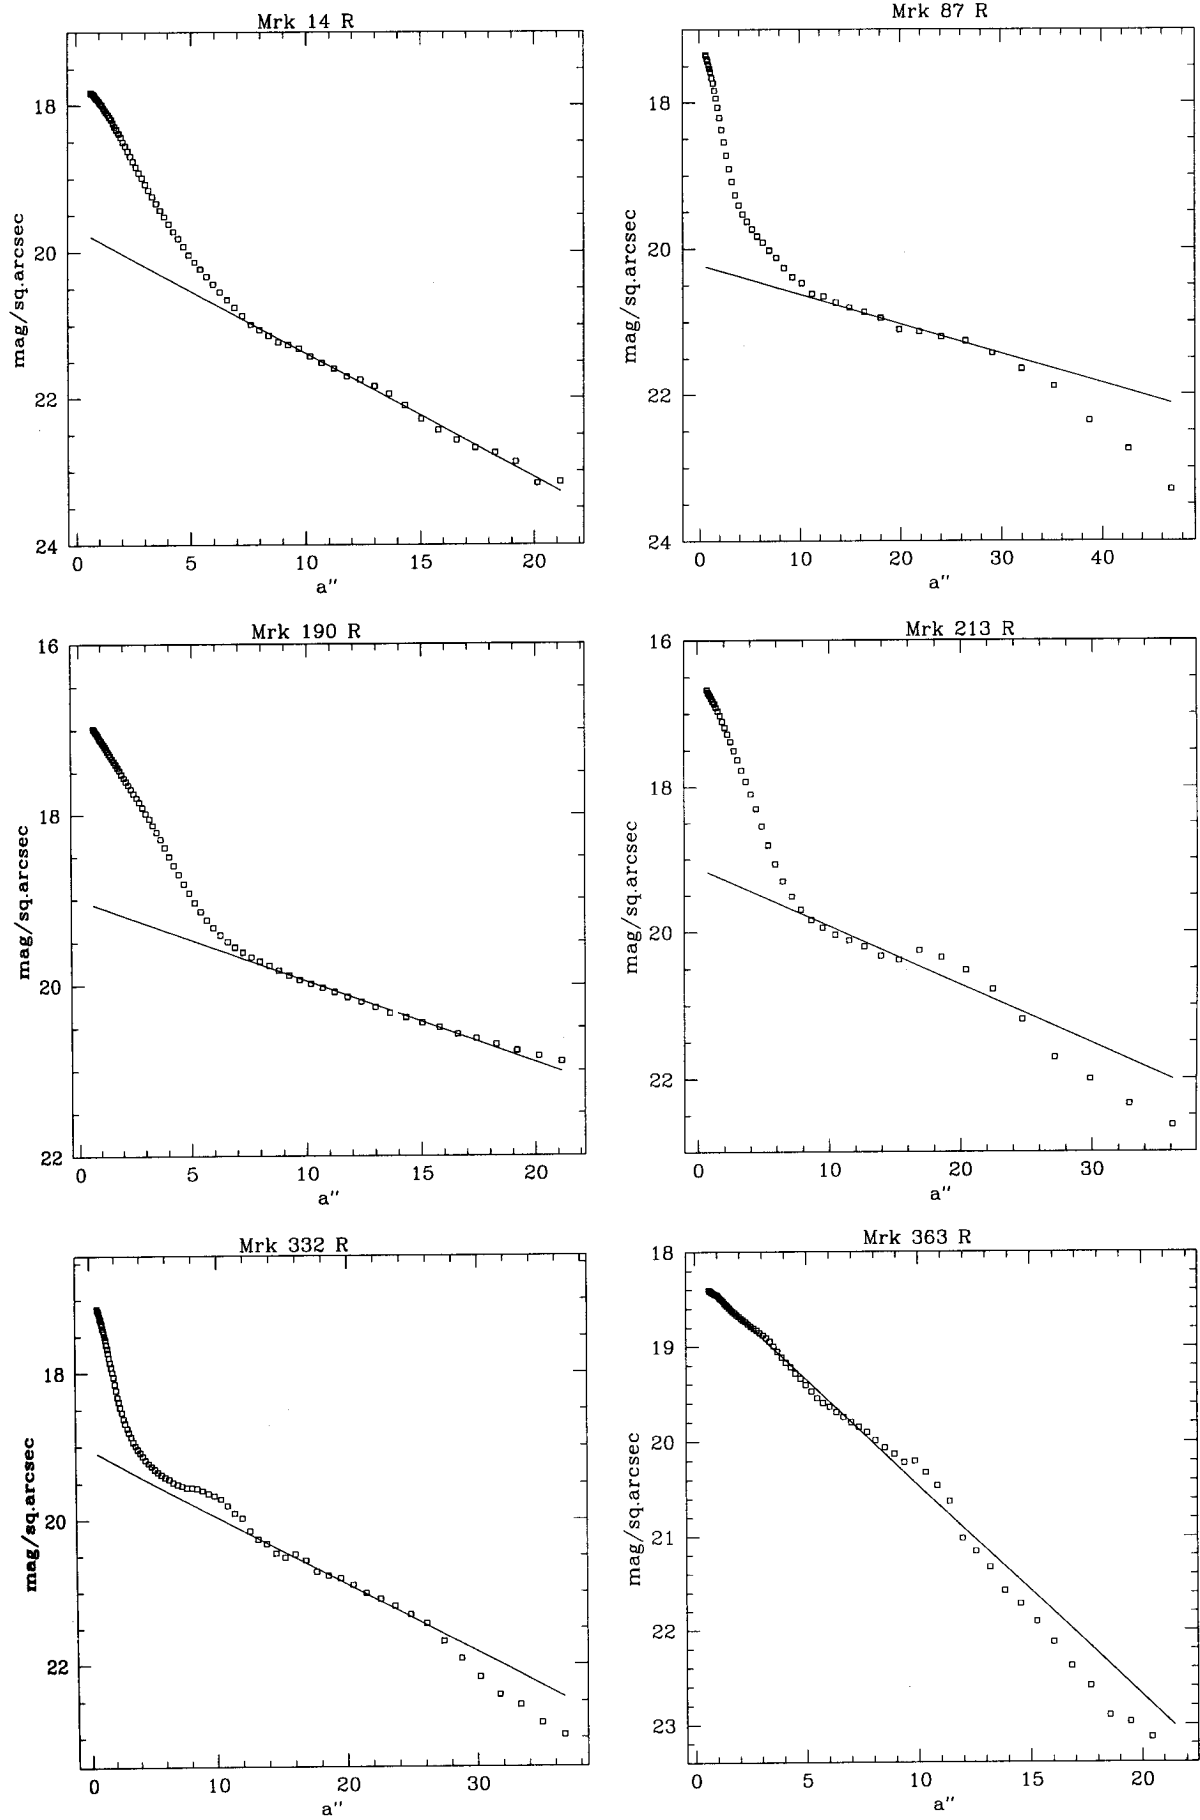 Mrk 14 R
mag/sq.arcsec
18
20
22
24
0 5 10 15 20
a″
Mrk 87 R
mag/sq.arcsec
18
20
22
24
0 10 20 30 40
a″
Mrk 190 R
mag/sq.arcsec
16
18
20
22
0 5 10 15 20
a″
Mrk 213 R
mag/sq.arcsec
16
18
20
22
0 10 20 30
a″
Mrk 332 R
mag/sq.arcsec
18
20
22
0 10 20 30
a″
Mrk 363 R
mag/sq.arcsec
18
19
20
21
22
23
0 5 10 15 20
a″